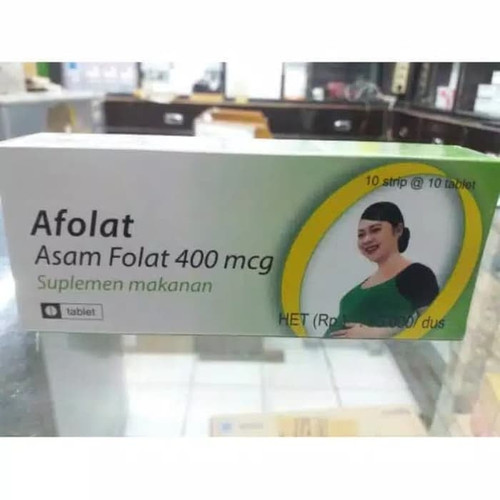 10 strip @ 10 tablet
Afolat
Asam Folat 400 mcg
Suplemen makanan
tablet
HET (Rp.) / dus